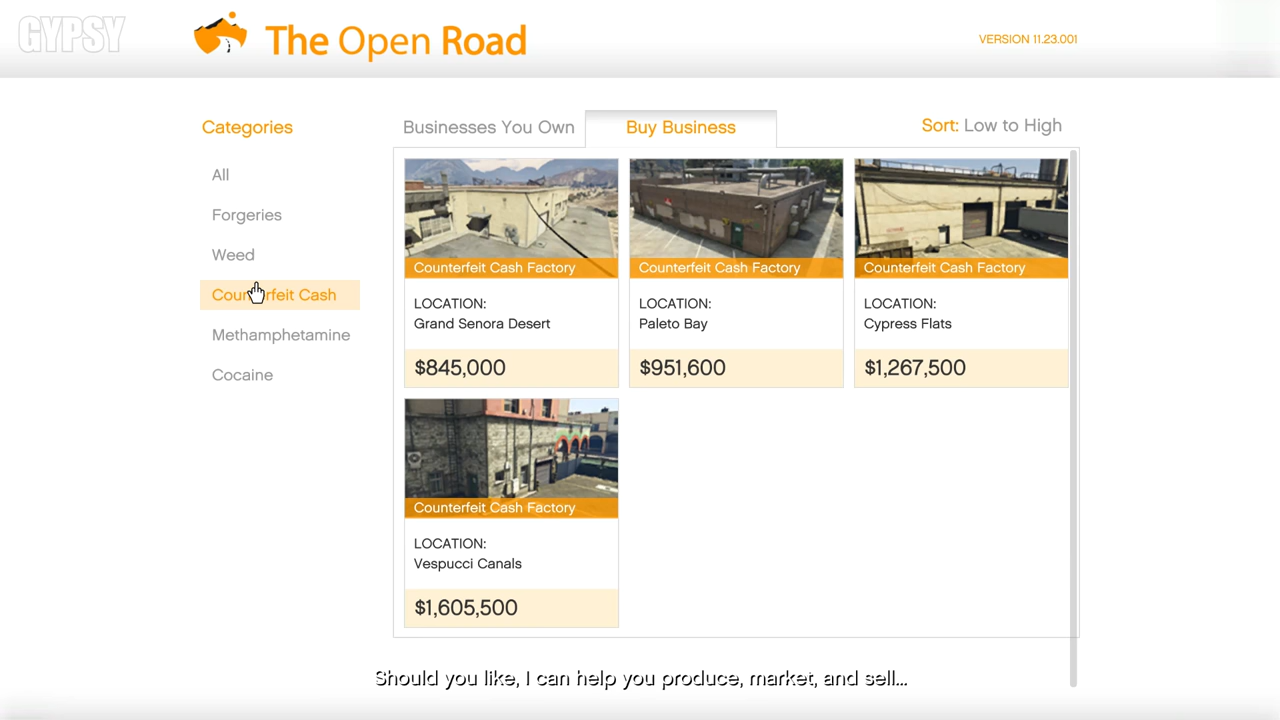 GYPSY
The Open Road
VERSION 11.23.001
Categories
All
Forgeries
Weed
Counterfeit Cash
Methamphetamine
Cocaine
Businesses You Own
Buy Business
Sort: Low to High
Counterfeit Cash Factory
LOCATION:
Grand Senora Desert
$845,000
Counterfeit Cash Factory
LOCATION:
Paleto Bay
$951,600
Counterfeit Cash Factory
LOCATION:
Cypress Flats
$1,267,500
Counterfeit Cash Factory
LOCATION:
Vespucci Canals
$1,605,500
Should you like, I can help you produce, market, and sell...